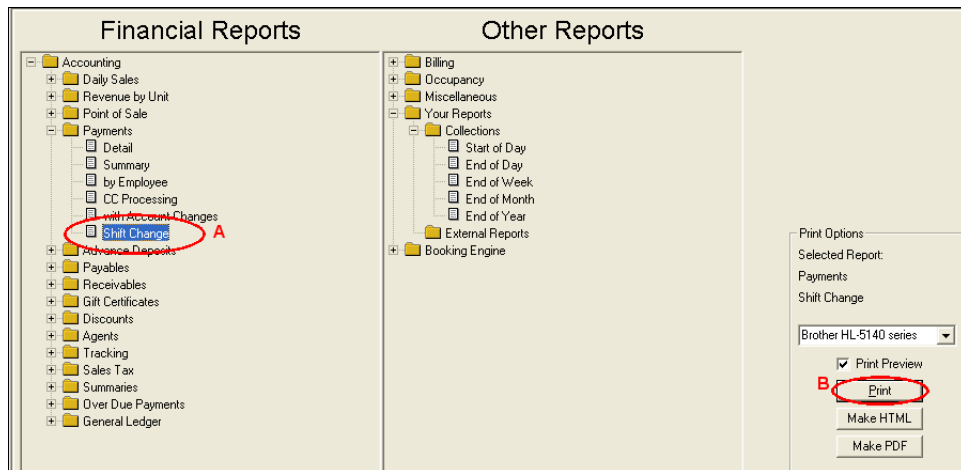 Financial Reports
Accounting
Daily Sales
Revenue by Unit
Point of Sale
Payments
Detail
Summary
by Employee
CC Processing
with Account Changes
Shift Change
A
Advance Deposits
Payables
Receivables
Gift Certificates
Discounts
Agents
Tracking
Sales Tax
Summaries
Over Due Payments
General Ledger
Other Reports
Billing
Occupancy
Miscellaneous
Your Reports
Collections
Start of Day
End of Day
End of Week
End of Month
End of Year
External Reports
Booking Engine
Print Options
Selected Report:
Payments
Shift Change
Brother HL-5140 series
Print Preview
B
Print
Make HTML
Make PDF